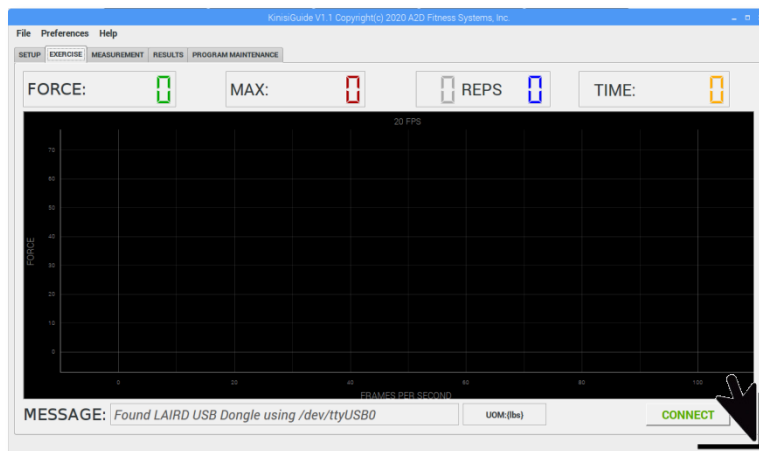 KinisiGuide V1.1 Copyright(c) 2020 A2D Fitness Systems, Inc.
File Preferences Help
SETUP EXERCISE MEASUREMENT RESULTS PROGRAM MAINTENANCE
FORCE: 0 MAX: 0 0 REPS 0 TIME: 0
20 FPS
70
60
50
40
30
20
10
0
FORCE
0 20 40 60 80 100
FRAMES PER SECOND
MESSAGE: Found LAIRD USB Dongle using /dev/ttyUSB0 UOM:(lbs) CONNECT